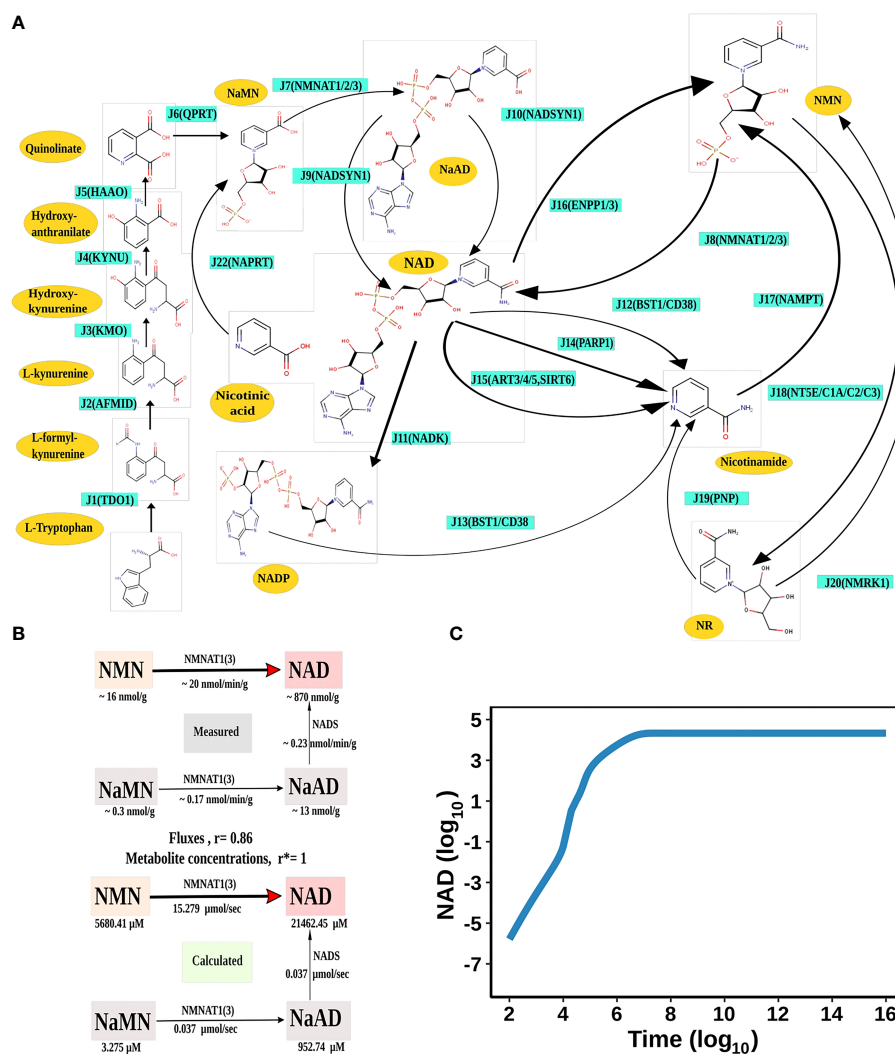 A
NaMN
J7(NMNAT1/2/3)
J6(QPRT)
J10(NADSYN1)
NMN
Quinolinate
J9(NADSYN1)
NaAD
J5(HAAO)
Hydroxy-
anthranilate
J16(ENPP1/3)
J4(KYNU)
J8(NMNAT1/2/3)
J22(NAPRT)
NAD
Hydroxy-
kynurenine
J12(BST1/CD38)
J17(NAMPT)
J3(KMO)
J14(PARP1)
L-kynurenine
J15(ART3/4/5,SIRT6)
J18(NT5E/C1A/C2/C3)
Nicotinic
acid
J2(AFMID)
L-formyl-
kynurenine
J11(NADK)
Nicotinamide
J1(TDO1)
J19(PNP)
L-Tryptophan
J13(BST1/CD38
NADP
J20(NMRK1)
NR
B
NMN
NMNAT1(3)
NAD
~ 20 nmol/min/g
~ 16 nmol/g
~ 870 nmol/g
Measured
NADS
~ 0.23 nmol/min/g
NaMN
NMNAT1(3)
NaAD
~ 0.17 nmol/min/g
~ 0.3 nmol/g
~ 13 nmol/g
Fluxes , r= 0.86
Metabolite concentrations, r*= 1
NMN
NMNAT1(3)
NAD
15.279 µmol/sec
5680.41 µM
21462.45 µM
Calculated
NADS
0.037 µmol/sec
NaMN
NMNAT1(3)
NaAD
0.037 µmol/sec
3.275 µM
952.74 µM
C
NAD (log10)
5
3
1
-1
-3
-5
-7
2 4 6 8 10 12 14 16
Time (log10)